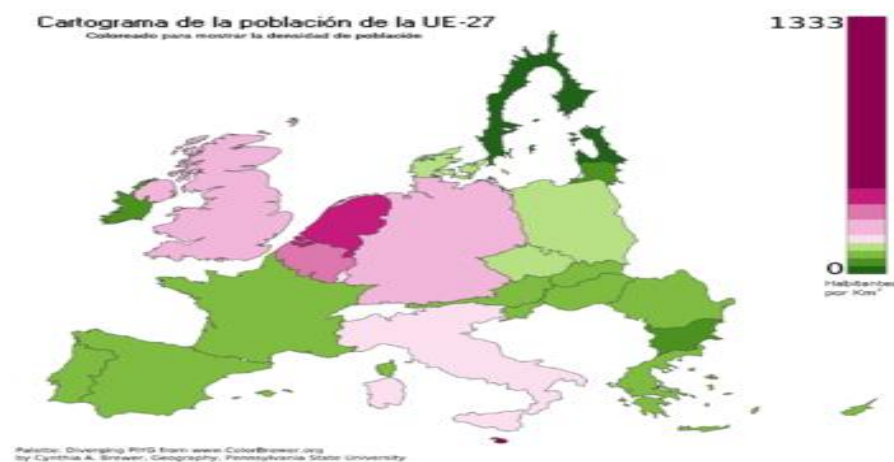 Cartograma de la población de la UE-27
Coloreado para mostrar la densidad de población
1333
0
Habitantes
por Km²
Palette: Diverging PiYG from www.ColorBrewer.org
by Cynthia A. Brewer, Geography, Pennsylvania State University